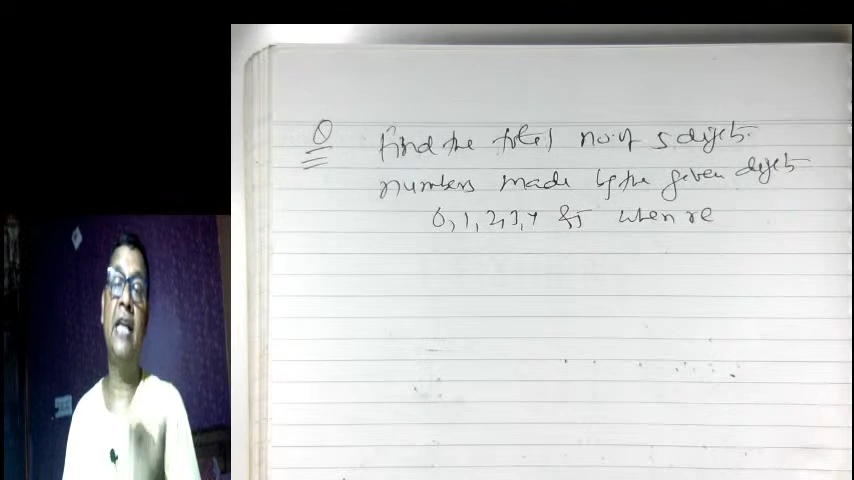 Q Find the total no. of 5 digits
numbers made by the given digits
0, 1, 2, 3, 4 & 5 when re